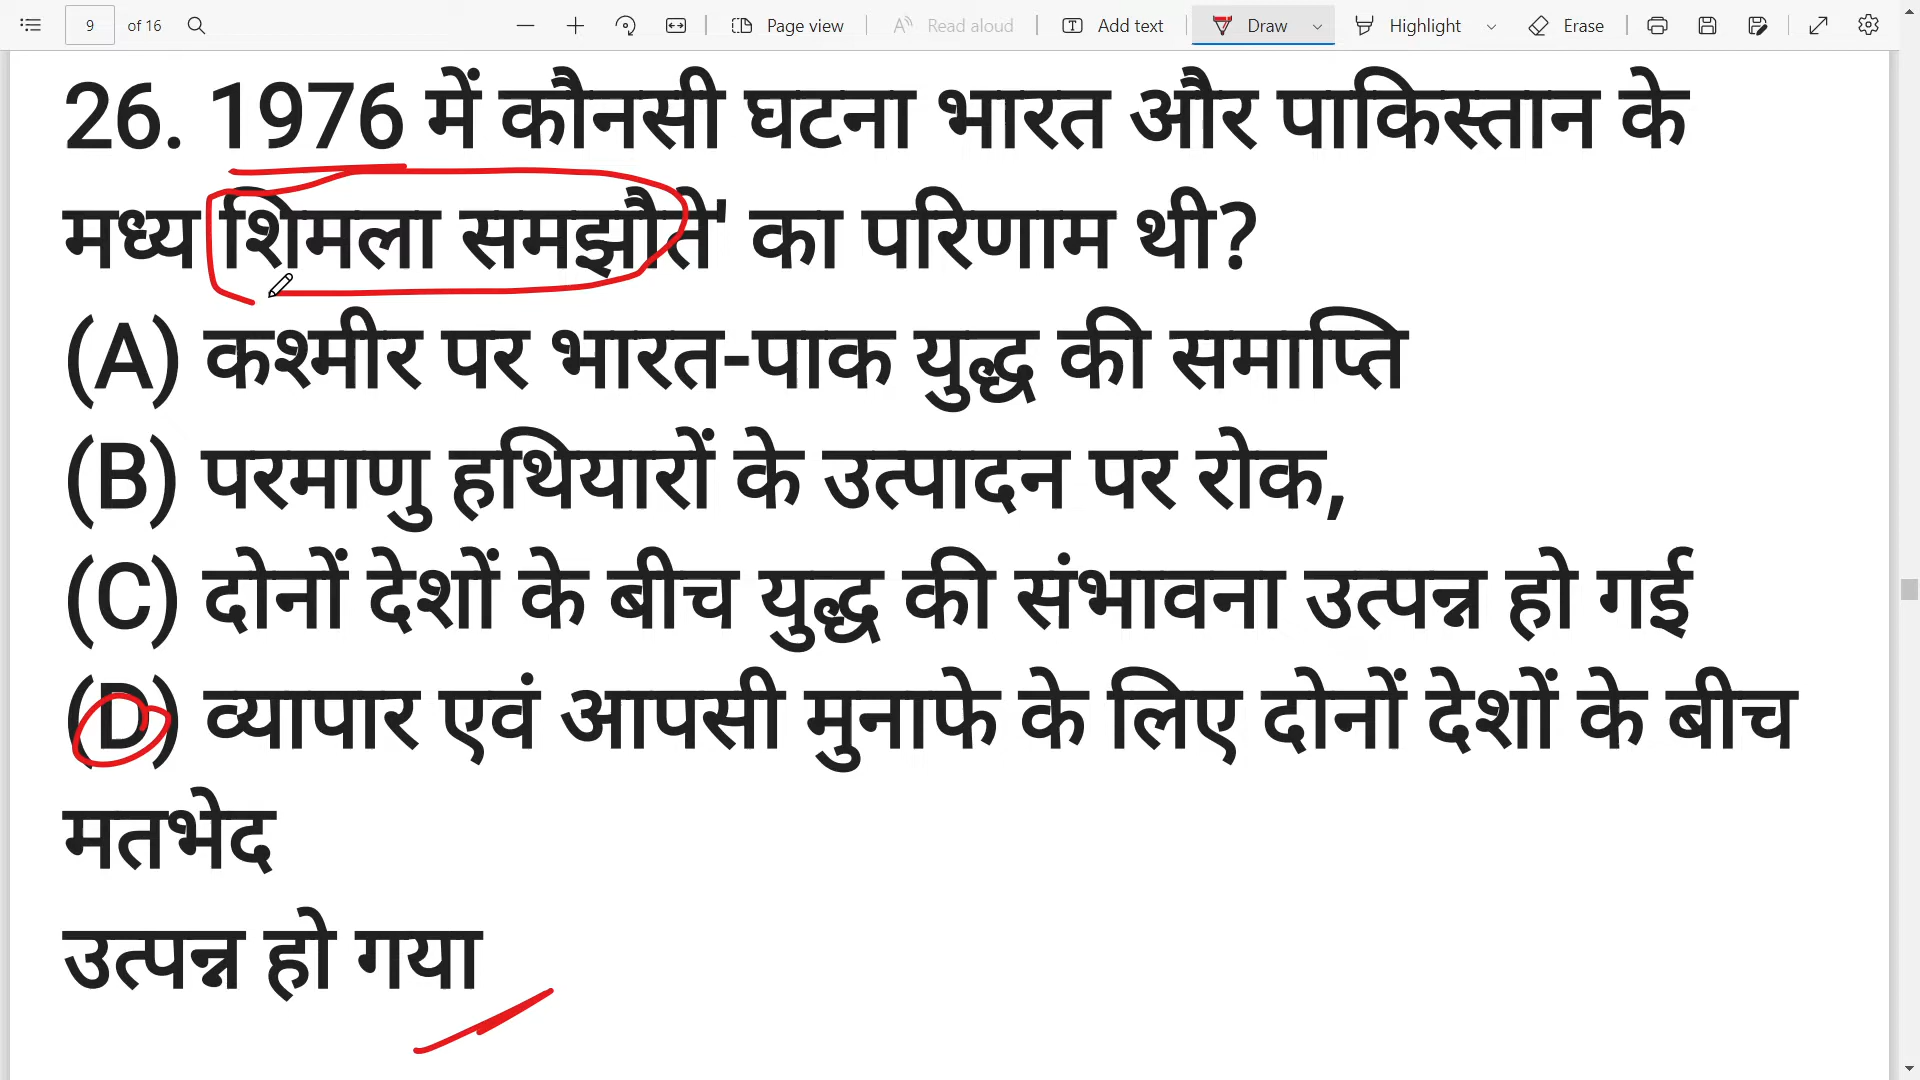 9 of 16 Page view Read aloud Add text Draw Highlight Erase
26. 1976 में कौनसी घटना भारत और पाकिस्तान के
मध्य शिमला समझौते' का परिणाम थी?
(A) कश्मीर पर भारत-पाक युद्ध की समाप्ति
(B) परमाणु हथियारों के उत्पादन पर रोक,
(C) दोनों देशों के बीच युद्ध की संभावना उत्पन्न हो गई
(D) व्यापार एवं आपसी मुनाफे के लिए दोनों देशों के बीच
मतभेद
उत्पन्न हो गया